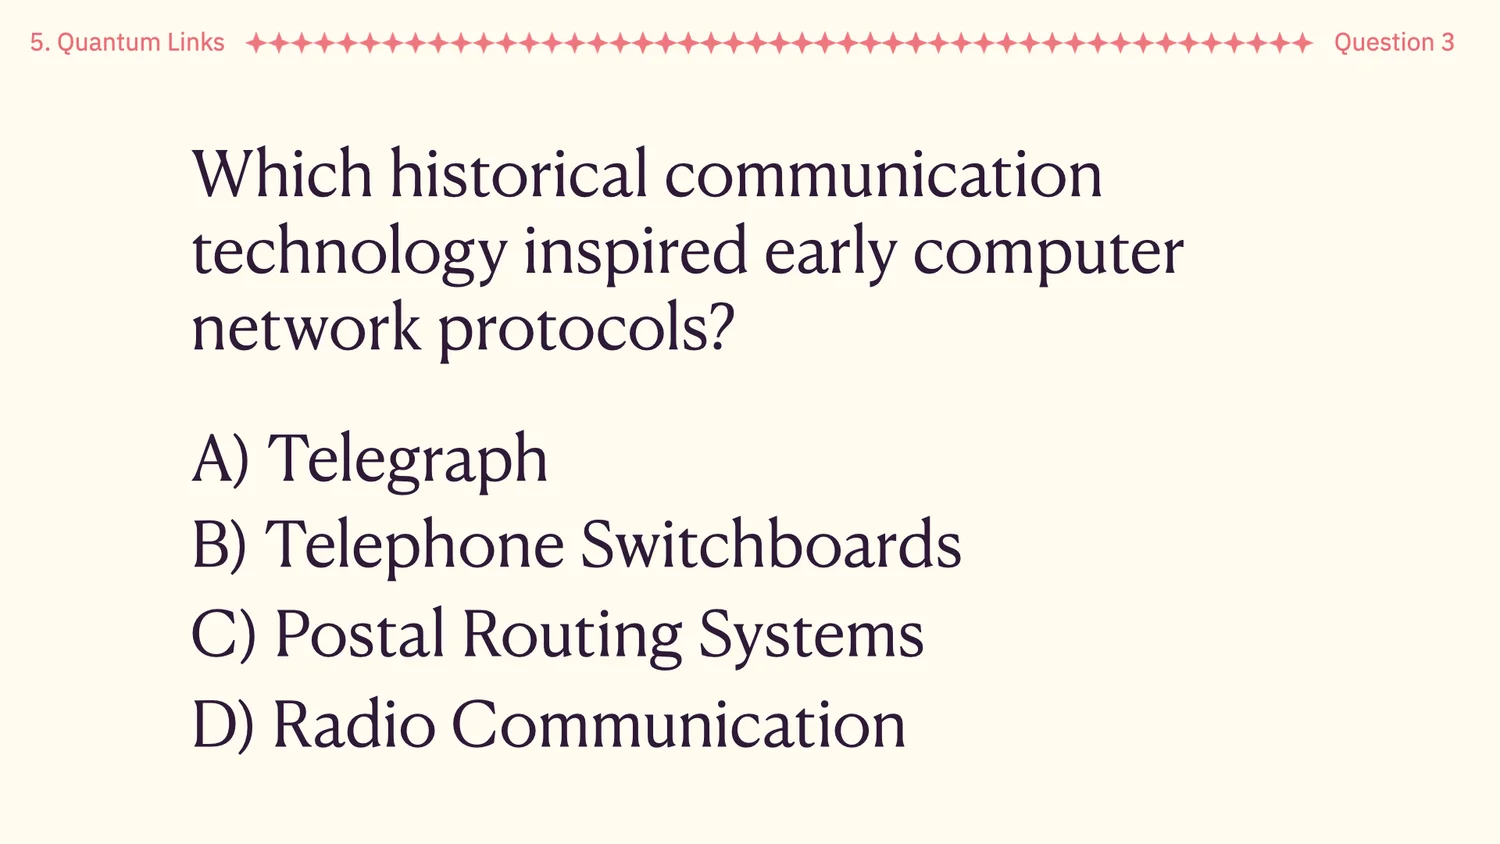 5. Quantum Links
Question 3
Which historical communication
technology inspired early computer
network protocols?
A) Telegraph
B) Telephone Switchboards
C) Postal Routing Systems
D) Radio Communication